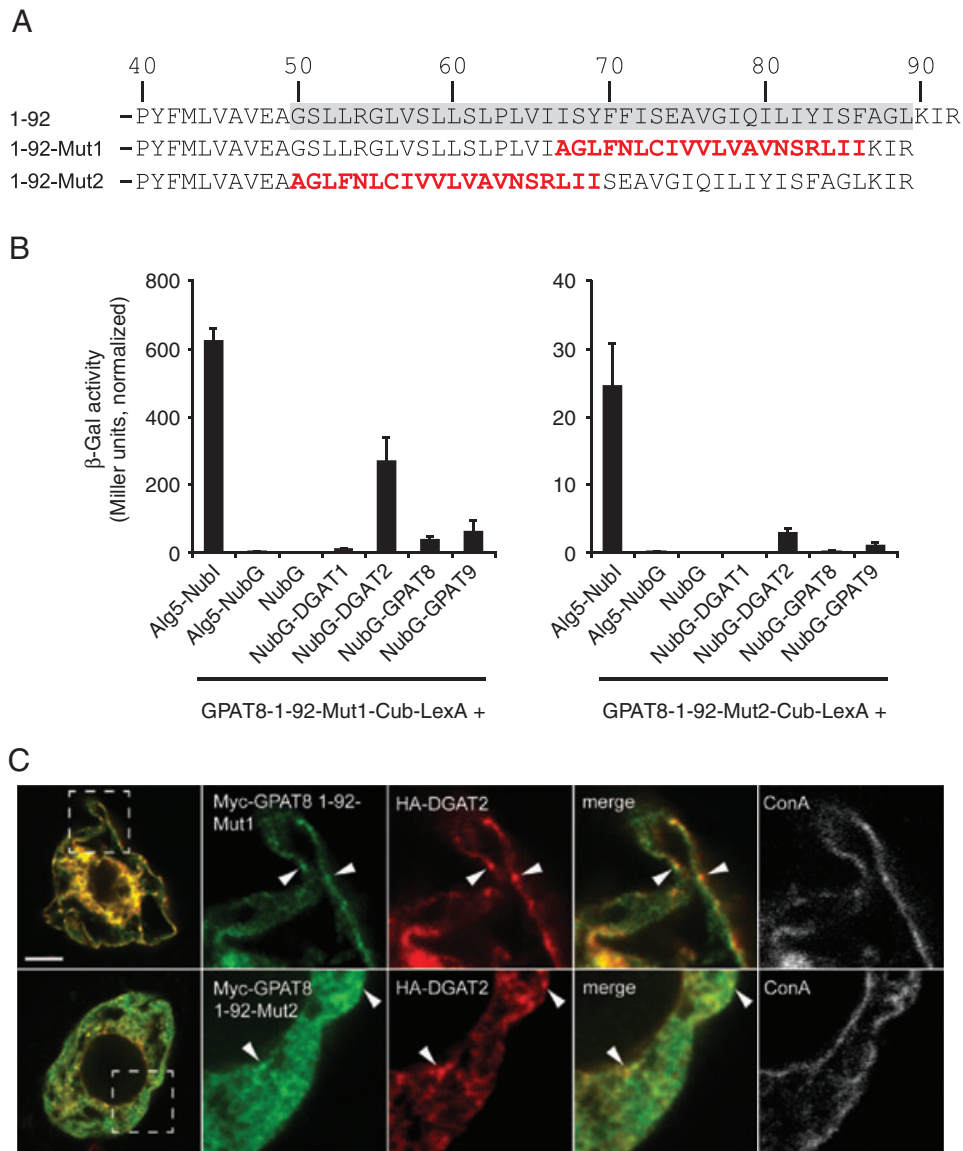 A
40 50 60 70 80 90
1-92 –PYFMLVAVEAGSLLRGLVSLLSLPLVIISYFFISEAVGIQILIYISFAGLKIR
1-92-Mut1 –PYFMLVAVEAGSLLRGLVSLLSLPLVIAGLFNLCIVVLVAVNSRLIIKIR
1-92-Mut2 –PYFMLVAVEAAGLFNLCIVVLVAVNSRLIISEAVGIQILIYISFAGLKIR
B
β-Gal activity
(Miller units, normalized)
800
600
400
200
0
Alg5-NubI
Alg5-NubG
NubG
NubG-DGAT1
NubG-DGAT2
NubG-GPAT8
NubG-GPAT9
GPAT8-1-92-Mut1-Cub-LexA +
40
30
20
10
0
Alg5-NubI
Alg5-NubG
NubG
NubG-DGAT1
NubG-DGAT2
NubG-GPAT8
NubG-GPAT9
GPAT8-1-92-Mut2-Cub-LexA +
C
Myc-GPAT8 1-92-
Mut1
HA-DGAT2
merge
ConA
Myc-GPAT8
1-92-Mut2
HA-DGAT2
merge
ConA